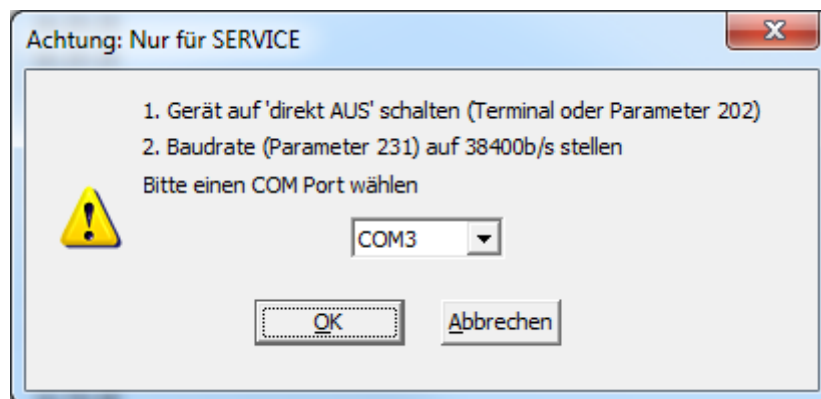 Achtung: Nur für SERVICE
1. Gerät auf 'direkt AUS' schalten (Terminal oder Parameter 202)
2. Baudrate (Parameter 231) auf 38400b/s stellen
Bitte einen COM Port wählen
COM3
OK
Abbrechen